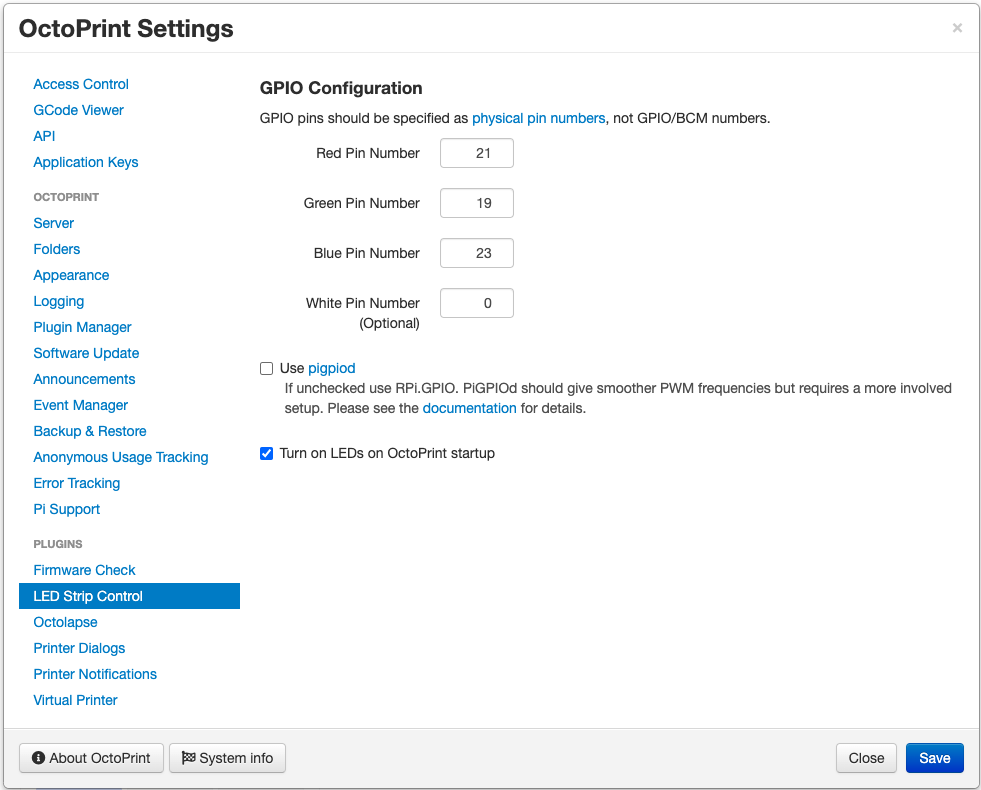 OctoPrint Settings
×
Access Control
GCode Viewer
API
Application Keys
OCTOPRINT
Server
Folders
Appearance
Logging
Plugin Manager
Software Update
Announcements
Event Manager
Backup & Restore
Anonymous Usage Tracking
Error Tracking
Pi Support
PLUGINS
Firmware Check
LED Strip Control
Octolapse
Printer Dialogs
Printer Notifications
Virtual Printer
GPIO Configuration
GPIO pins should be specified as physical pin numbers, not GPIO/BCM numbers.
Red Pin Number 21
Green Pin Number 19
Blue Pin Number 23
White Pin Number 0
(Optional)
Use pigpiod
If unchecked use RPi.GPIO. PiGPIOd should give smoother PWM frequencies but requires a more involved
setup. Please see the documentation for details.
Turn on LEDs on OctoPrint startup
About OctoPrint System info Close Save